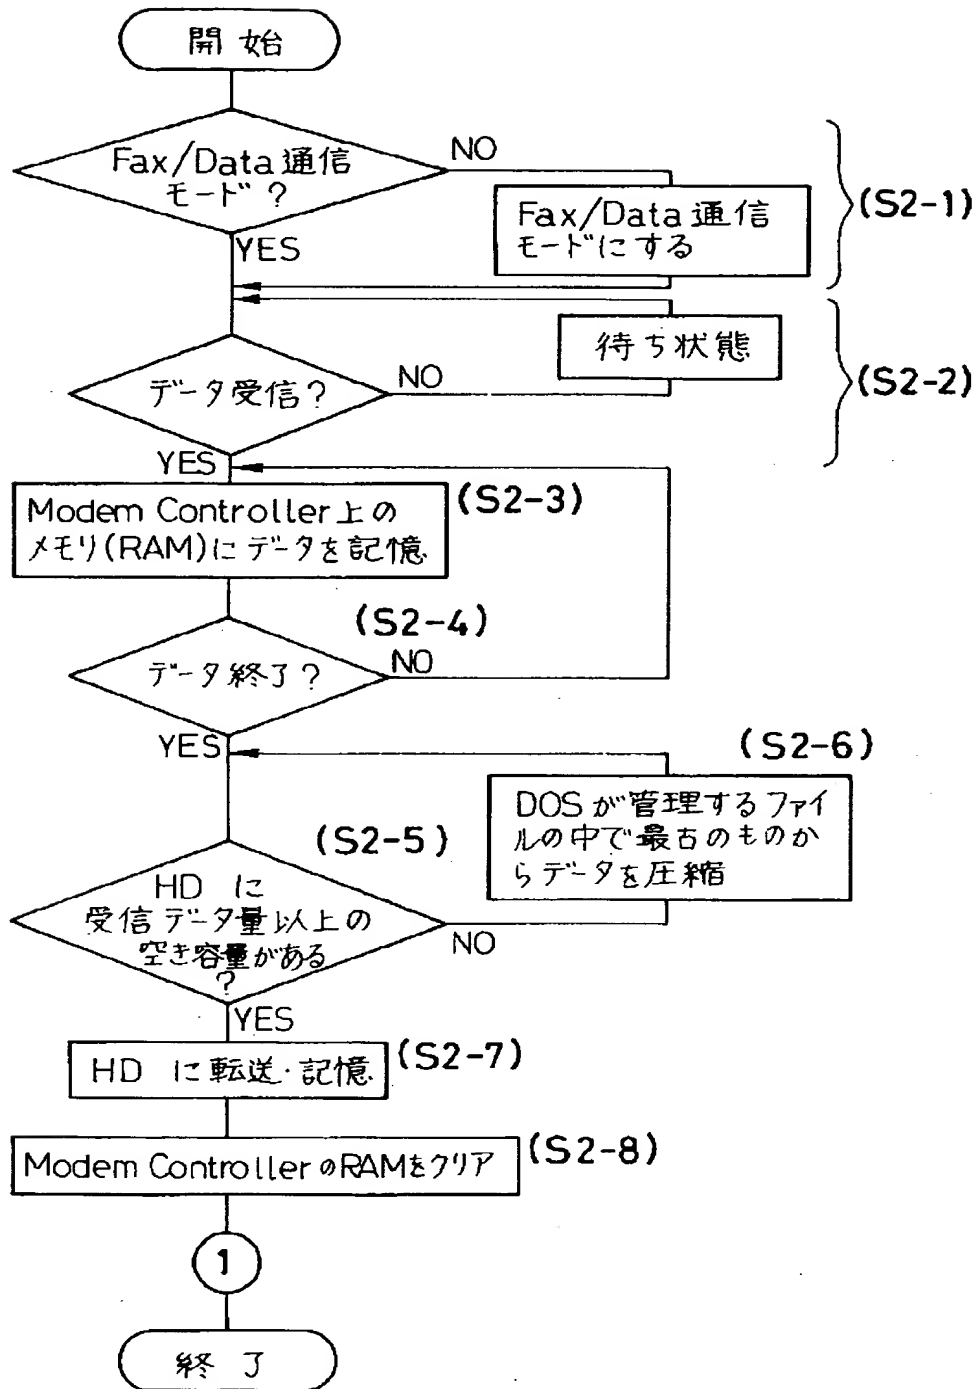 開始
Fax/Data通信
モード?
NO
Fax/Data通信
モードにする
(S2-1)
YES
待ち状態
データ受信?
NO
(S2-2)
YES
Modem Controller上の
メモリ(RAM)にデータを記憶
(S2-3)
(S2-4)
データ終了?
NO
YES
(S2-6)
DOSが管理するファイ
ルの中で最古のものか
らデータを圧縮
(S2-5)
HD に
受信データ量以上の
空き容量がある
?
NO
YES
HD に転送・記憶
(S2-7)
Modem ControllerのRAMをクリア
(S2-8)
1
終了